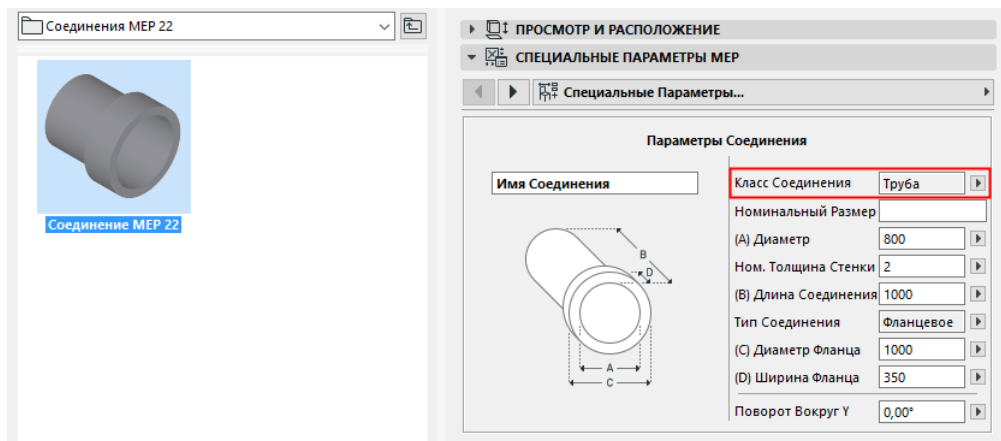 Соединения МЕР 22
Соединение МЕР 22
ПРОСМОТР И РАСПОЛОЖЕНИЕ
СПЕЦИАЛЬНЫЕ ПАРАМЕТРЫ МЕР
Специальные Параметры...
Параметры Соединения
Имя Соединения
Класс Соединения Труба
Номинальный Размер
(A) Диаметр 800
Ном. Толщина Стенки 2
(B) Длина Соединения 1000
Тип Соединения Фланцевое
(C) Диаметр Фланца 1000
(D) Ширина Фланца 350
Поворот Вокруг Y 0,00°
B
D
A
C